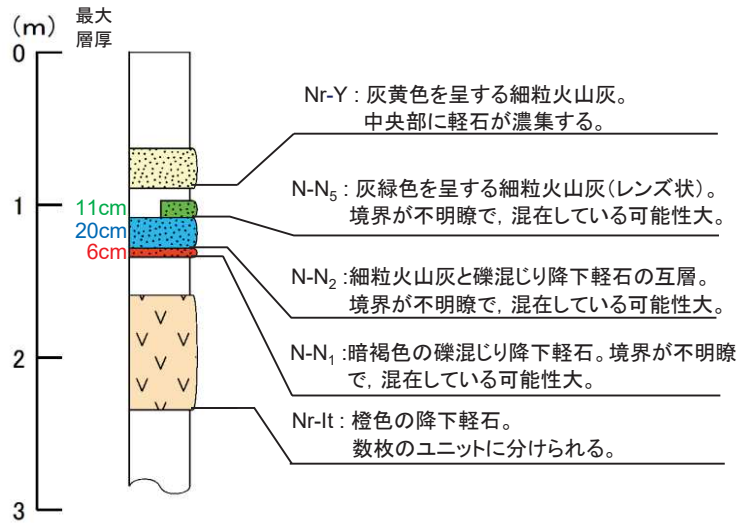 (m)
最大
層厚
0
Nr-Y : 灰黄色を呈する細粒火山灰。
中央部に軽石が濃集する。
1
11cm
20cm
6cm
N-N5 : 灰緑色を呈する細粒火山灰(レンズ状)。
境界が不明瞭で, 混在している可能性大。
N-N2 :細粒火山灰と礫混じり降下軽石の互層。
境界が不明瞭で, 混在している可能性大。
2
N-N1 :暗褐色の礫混じり降下軽石。境界が不明瞭
で, 混在している可能性大。
Nr-It : 橙色の降下軽石。
数枚のユニットに分けられる。
3